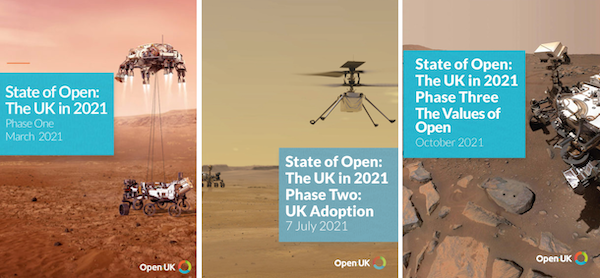 State of Open:
The UK in 2021
Phase One
March 2021
Open UK
State of Open:
The UK in 2021
Phase Two:
UK Adoption
7 July 2021
Open UK
State of Open:
The UK in 2021
Phase Three
The Values of
Open
October 2021
Open UK